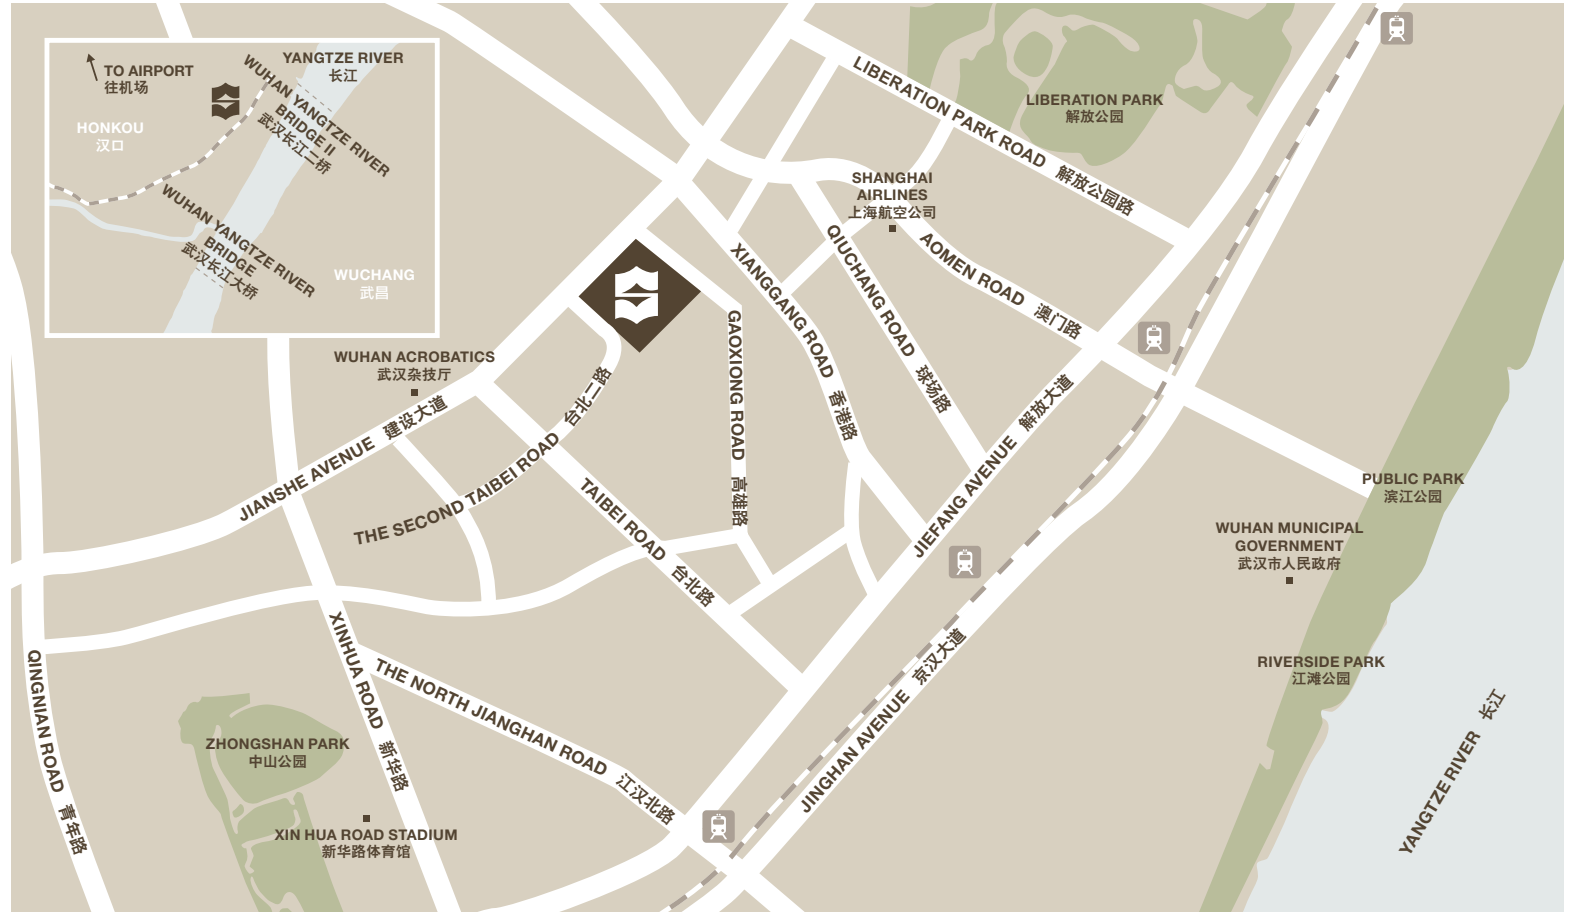 TO AIRPORT
往机场
YANGTZE RIVER
长江
WUHAN YANGTZE RIVER
BRIDGE II
武汉长江二桥
HONKOU
汉口
WUHAN YANGTZE RIVER
BRIDGE
武汉长江大桥
WUCHANG
武昌
LIBERATION PARK ROAD 解放公园路
LIBERATION PARK
解放公园
SHANGHAI
AIRLINES
上海航空公司
AOMEN ROAD 澳门路
QIUCHANG ROAD 球场路
XIANGGANG ROAD 香港路
GAOXIONG ROAD 高雄路
WUHAN ACROBATICS
武汉杂技厅
JIANSHE AVENUE 建设大道
THE SECOND TAIBEI ROAD 台北二路
TAIBEI ROAD 台北路
JIEFANG AVENUE 解放大道
PUBLIC PARK
滨江公园
WUHAN MUNICIPAL
GOVERNMENT
武汉市人民政府
RIVERSIDE PARK
江滩公园
YANGTZE RIVER 长江
JINGHAN AVENUE 京汉大道
XINHUA ROAD 新华路
THE NORTH JIANGHAN ROAD 江汉北路
QINGNIAN ROAD 青年路
ZHONGSHAN PARK
中山公园
XIN HUA ROAD STADIUM
新华路体育馆